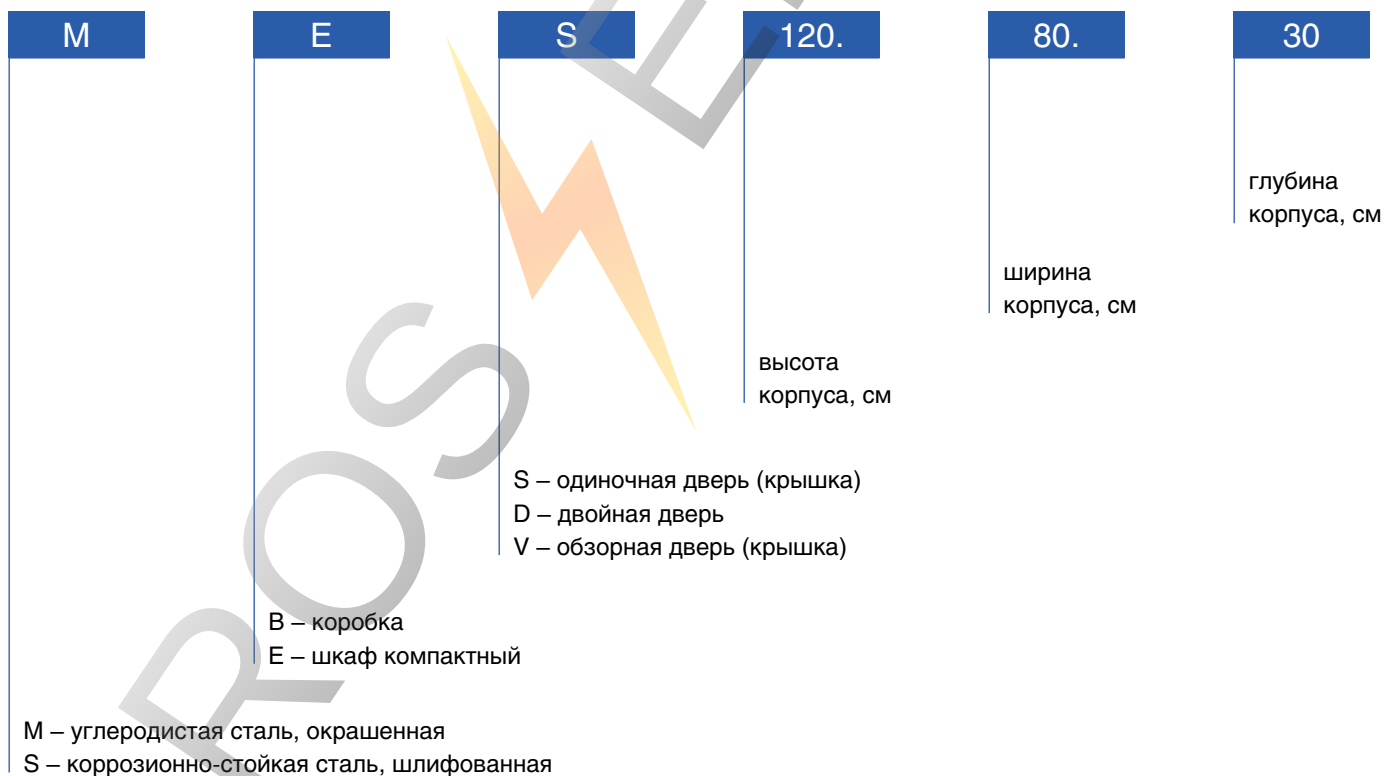 M E S 120. 80. 30
глубина
корпуса, см
ширина
корпуса, см
высота
корпуса, см
S – одиночная дверь (крышка)
D – двойная дверь
V – обзорная дверь (крышка)
B – коробка
E – шкаф компактный
M – углеродистая сталь, окрашенная
S – коррозионно-стойкая сталь, шлифованная
ROS